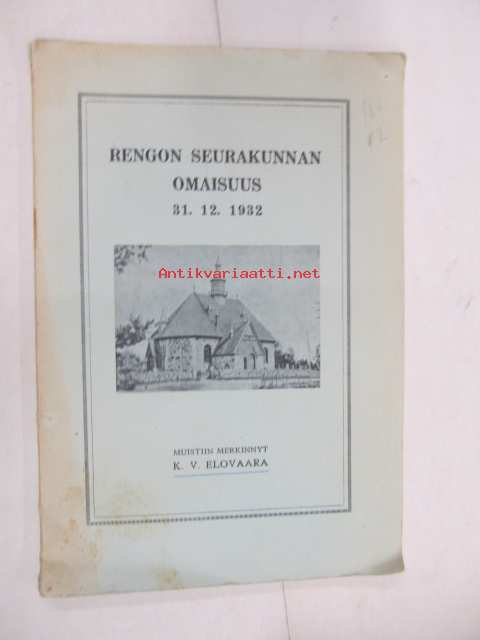 RENGON SEURAKUNNAN
OMAISUUS
31. 12. 1932
Antikvariaatti.net
MUISTIIN MERKINNYT
K. V. ELOVAARA